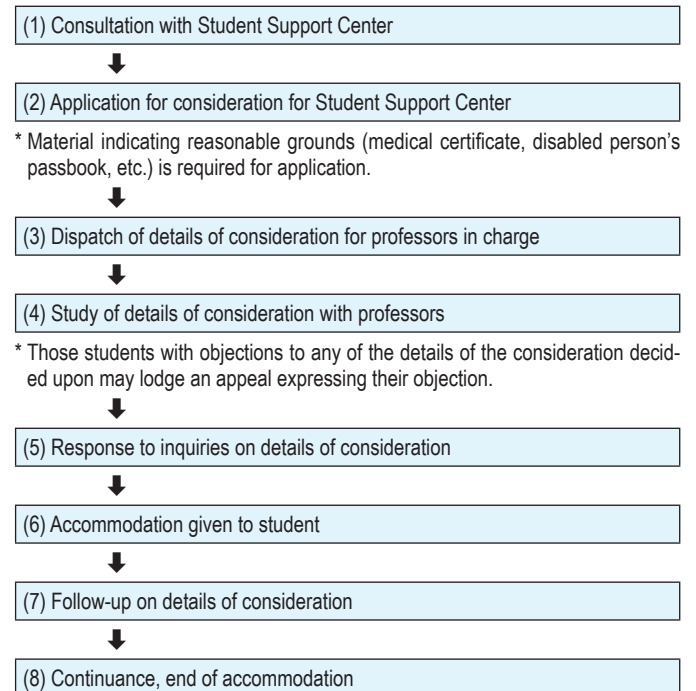 (1) Consultation with Student Support Center
(2) Application for consideration for Student Support Center
* Material indicating reasonable grounds (medical certificate, disabled person's
passbook, etc.) is required for application.
(3) Dispatch of details of consideration for professors in charge
(4) Study of details of consideration with professors
* Those students with objections to any of the details of the consideration decid-
ed upon may lodge an appeal expressing their objection.
(5) Response to inquiries on details of consideration
(6) Accommodation given to student
(7) Follow-up on details of consideration
(8) Continuance, end of accommodation